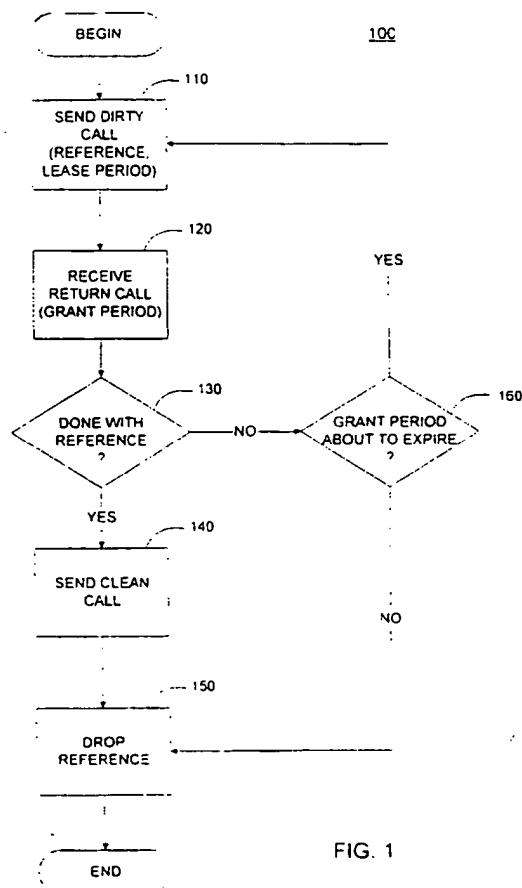 BEGIN
100
110
SEND DIRTY
CALL
(REFERENCE,
LEASE PERIOD)
120
RECEIVE
RETURN CALL
(GRANT PERIOD)
YES
130
DONE WITH
REFERENCE
?
NO
160
GRANT PERIOD
ABOUT TO EXPIRE
?
YES
140
SEND CLEAN
CALL
NO
150
DROP
REFERENCE
END
FIG. 1